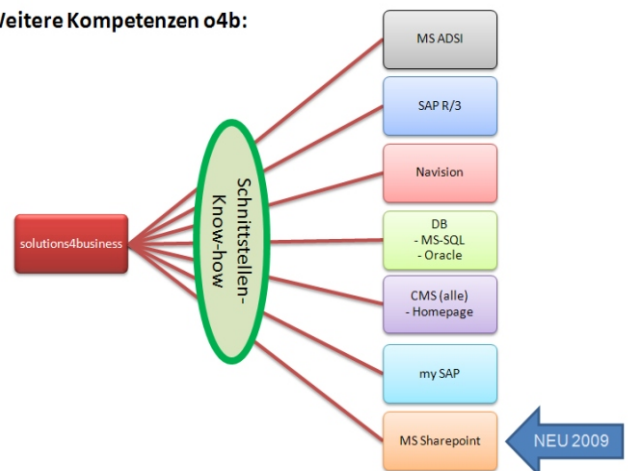 Weitere Kompetenzen o4b:
MS ADSI
SAP R/3
Navision
DB
- MS-SQL
- Oracle
CMS (alle)
- Homepage
my SAP
MS Sharepoint
NEU 2009
solutions4business
Schnittstellen-
Know-how